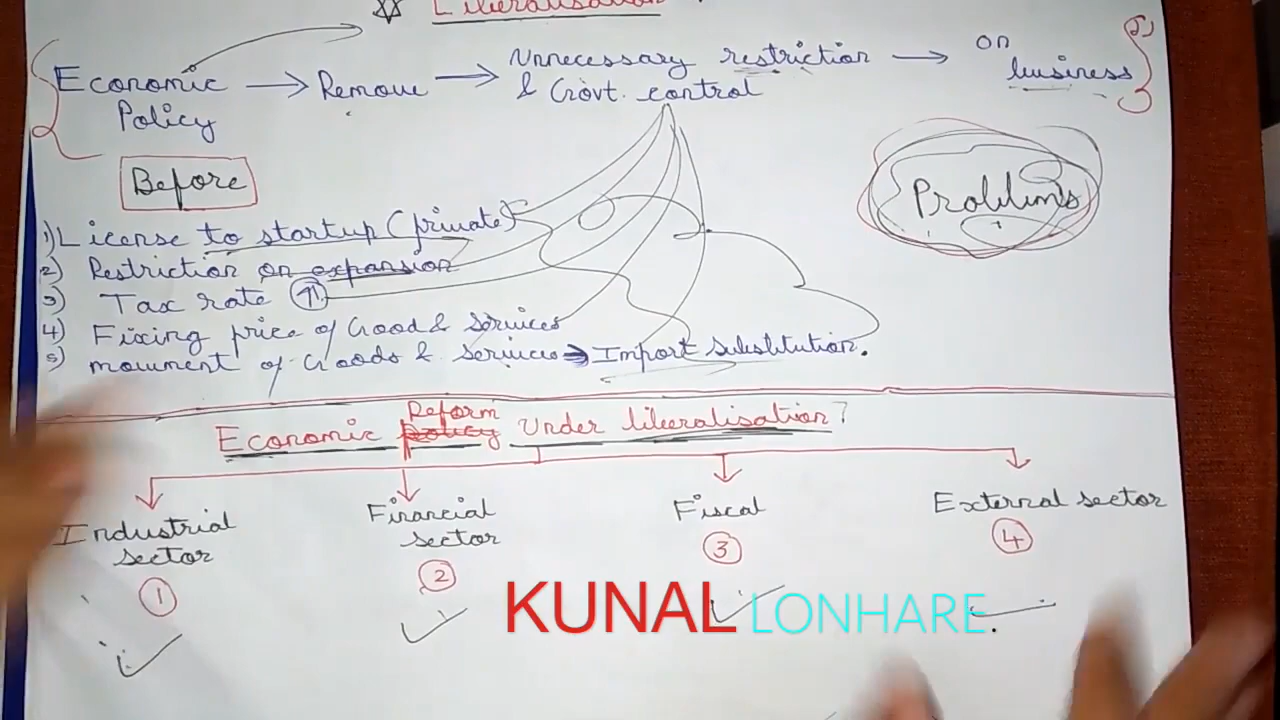 Liberalisation
Economic Policy → Remove → Unnecessary restriction & Govt. control → on business
Before
Problems
1) License to startup (private)
2) Restriction on expansion
3) Tax rate ↑
4) Fixing price of Good & Services
5) movment of Goods & Services → Import substitution.
Economic policy Reform Under liberalisation?
Industrial sector
1
Financial sector
2
Fiscal
3
External sector
4
KUNAL LONHARE.